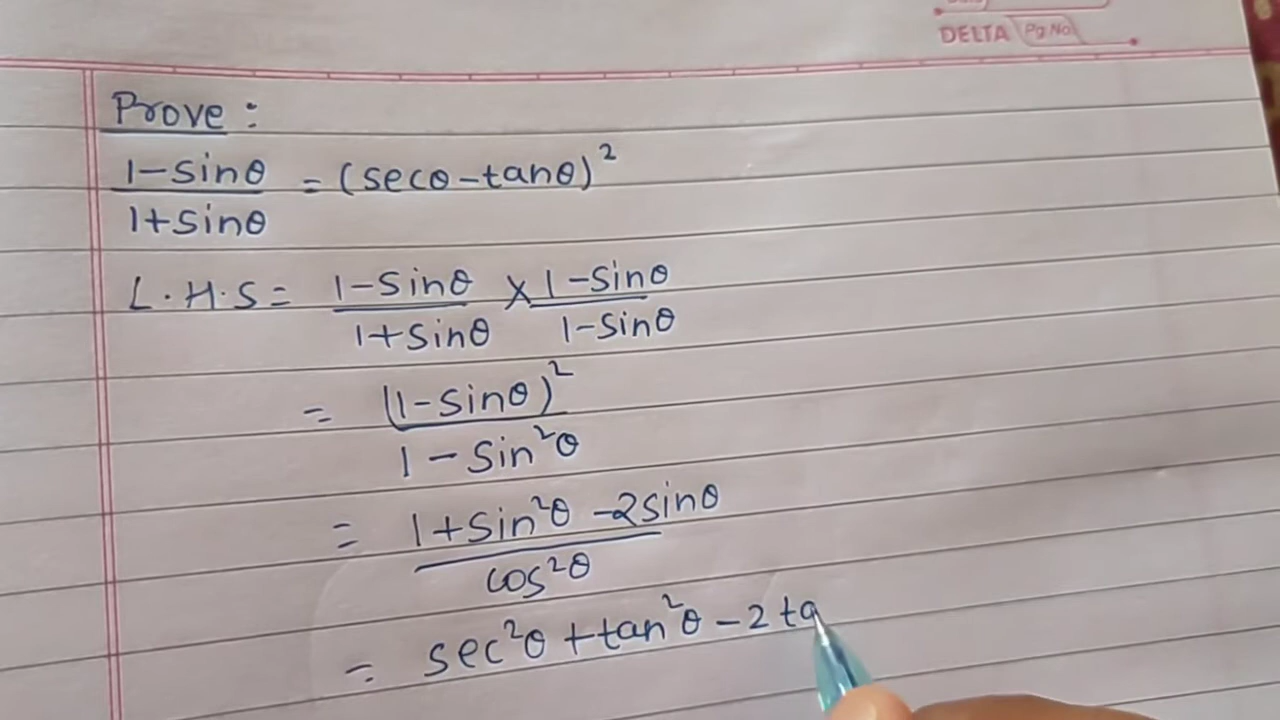 DELTA Pg No.
Prove :
1-sinθ / 1+sinθ = (secθ-tanθ)²
L.H.S = 1-sinθ / 1+sinθ × 1-sinθ / 1-sinθ
= (1-sinθ)² / 1-sin²θ
= 1+sin²θ -2sinθ / cos²θ
= sec²θ +tan²θ -2 ta